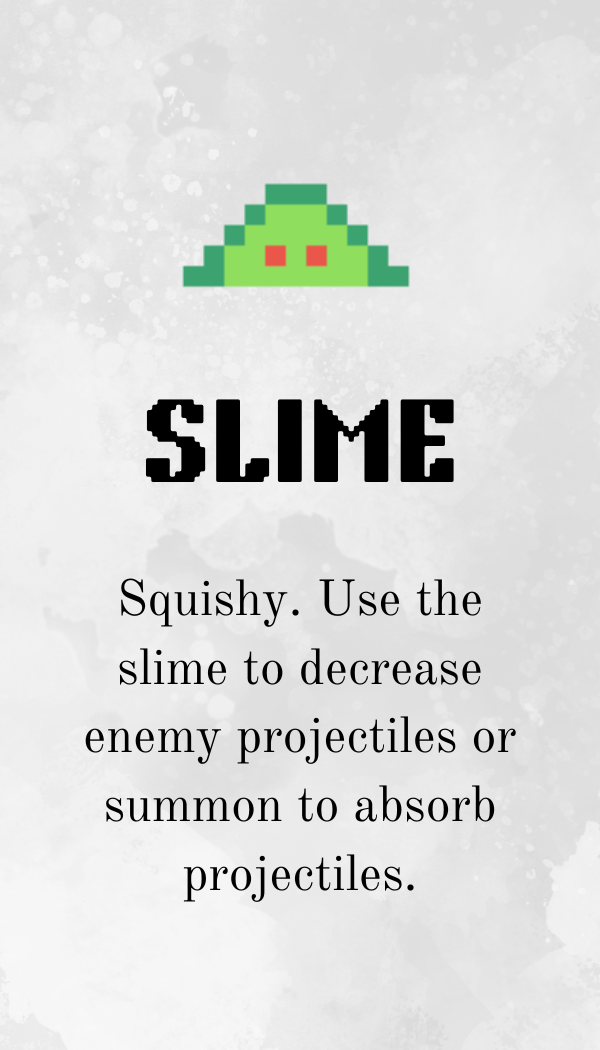 SLIME
Squishy. Use the
slime to decrease
enemy projectiles or
summon to absorb
projectiles.